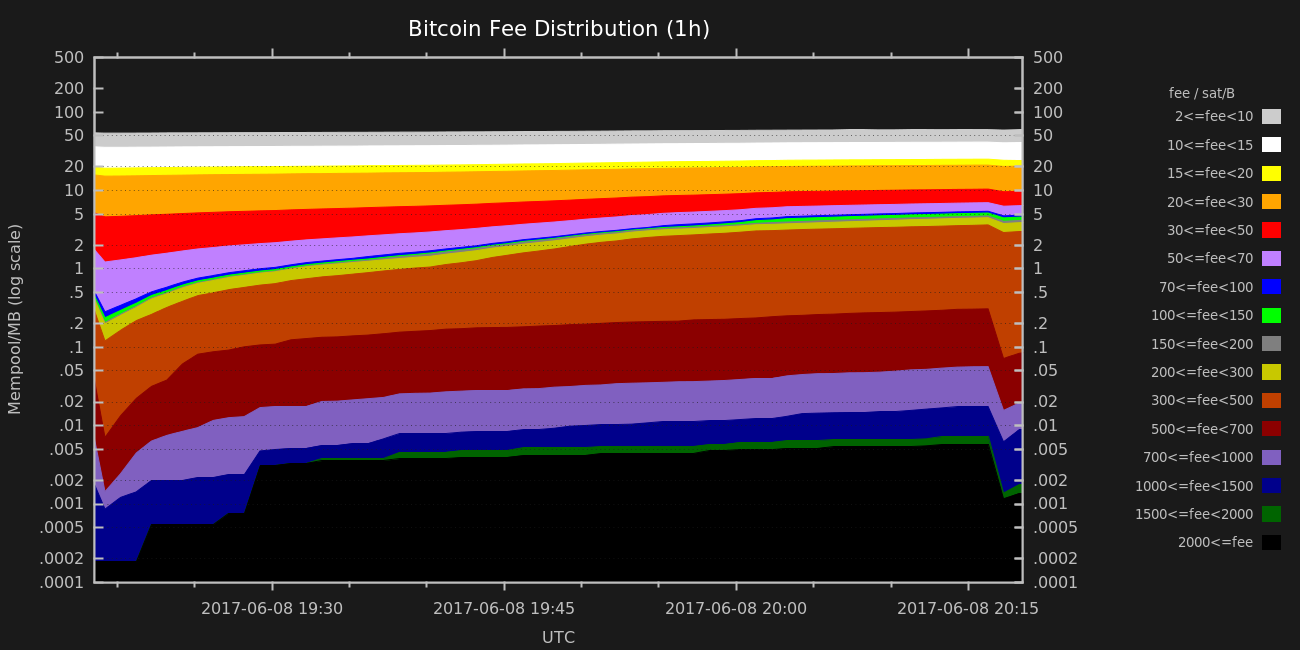 Bitcoin Fee Distribution (1h)
Mempool/MB (log scale)
500
200
100
50
20
10
5
2
1
.5
.2
.1
.05
.02
.01
.005
.002
.001
.0005
.0002
.0001
500
200
100
50
20
10
5
2
1
.5
.2
.1
.05
.02
.01
.005
.002
.001
.0005
.0002
.0001
2017-06-08 19:30
2017-06-08 19:45
2017-06-08 20:00
2017-06-08 20:15
UTC
fee / sat/B
2<=fee<10
10<=fee<15
15<=fee<20
20<=fee<30
30<=fee<50
50<=fee<70
70<=fee<100
100<=fee<150
150<=fee<200
200<=fee<300
300<=fee<500
500<=fee<700
700<=fee<1000
1000<=fee<1500
1500<=fee<2000
2000<=fee